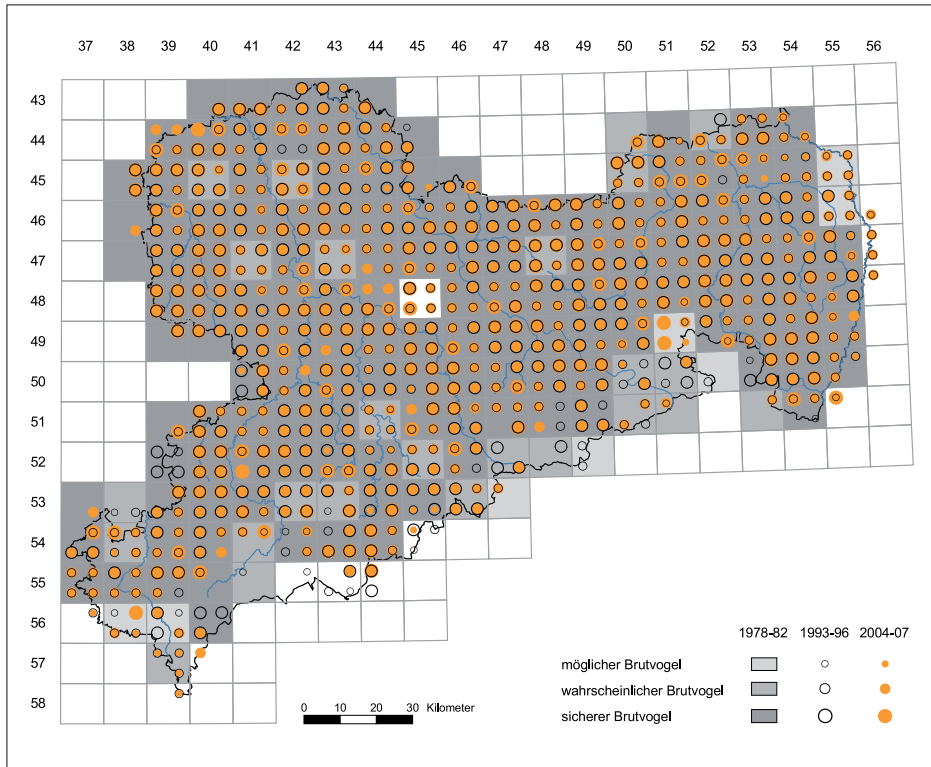 37 38 39 40 41 42 43 44 45 46 47 48 49 50 51 52 53 54 55 56
43
44
45
46
47
48
49
50
51
52
53
54
55
56
57
58
1978-82 1993-96 2004-07
möglicher Brutvogel
wahrscheinlicher Brutvogel
sicherer Brutvogel
0 10 20 30 Kilometer